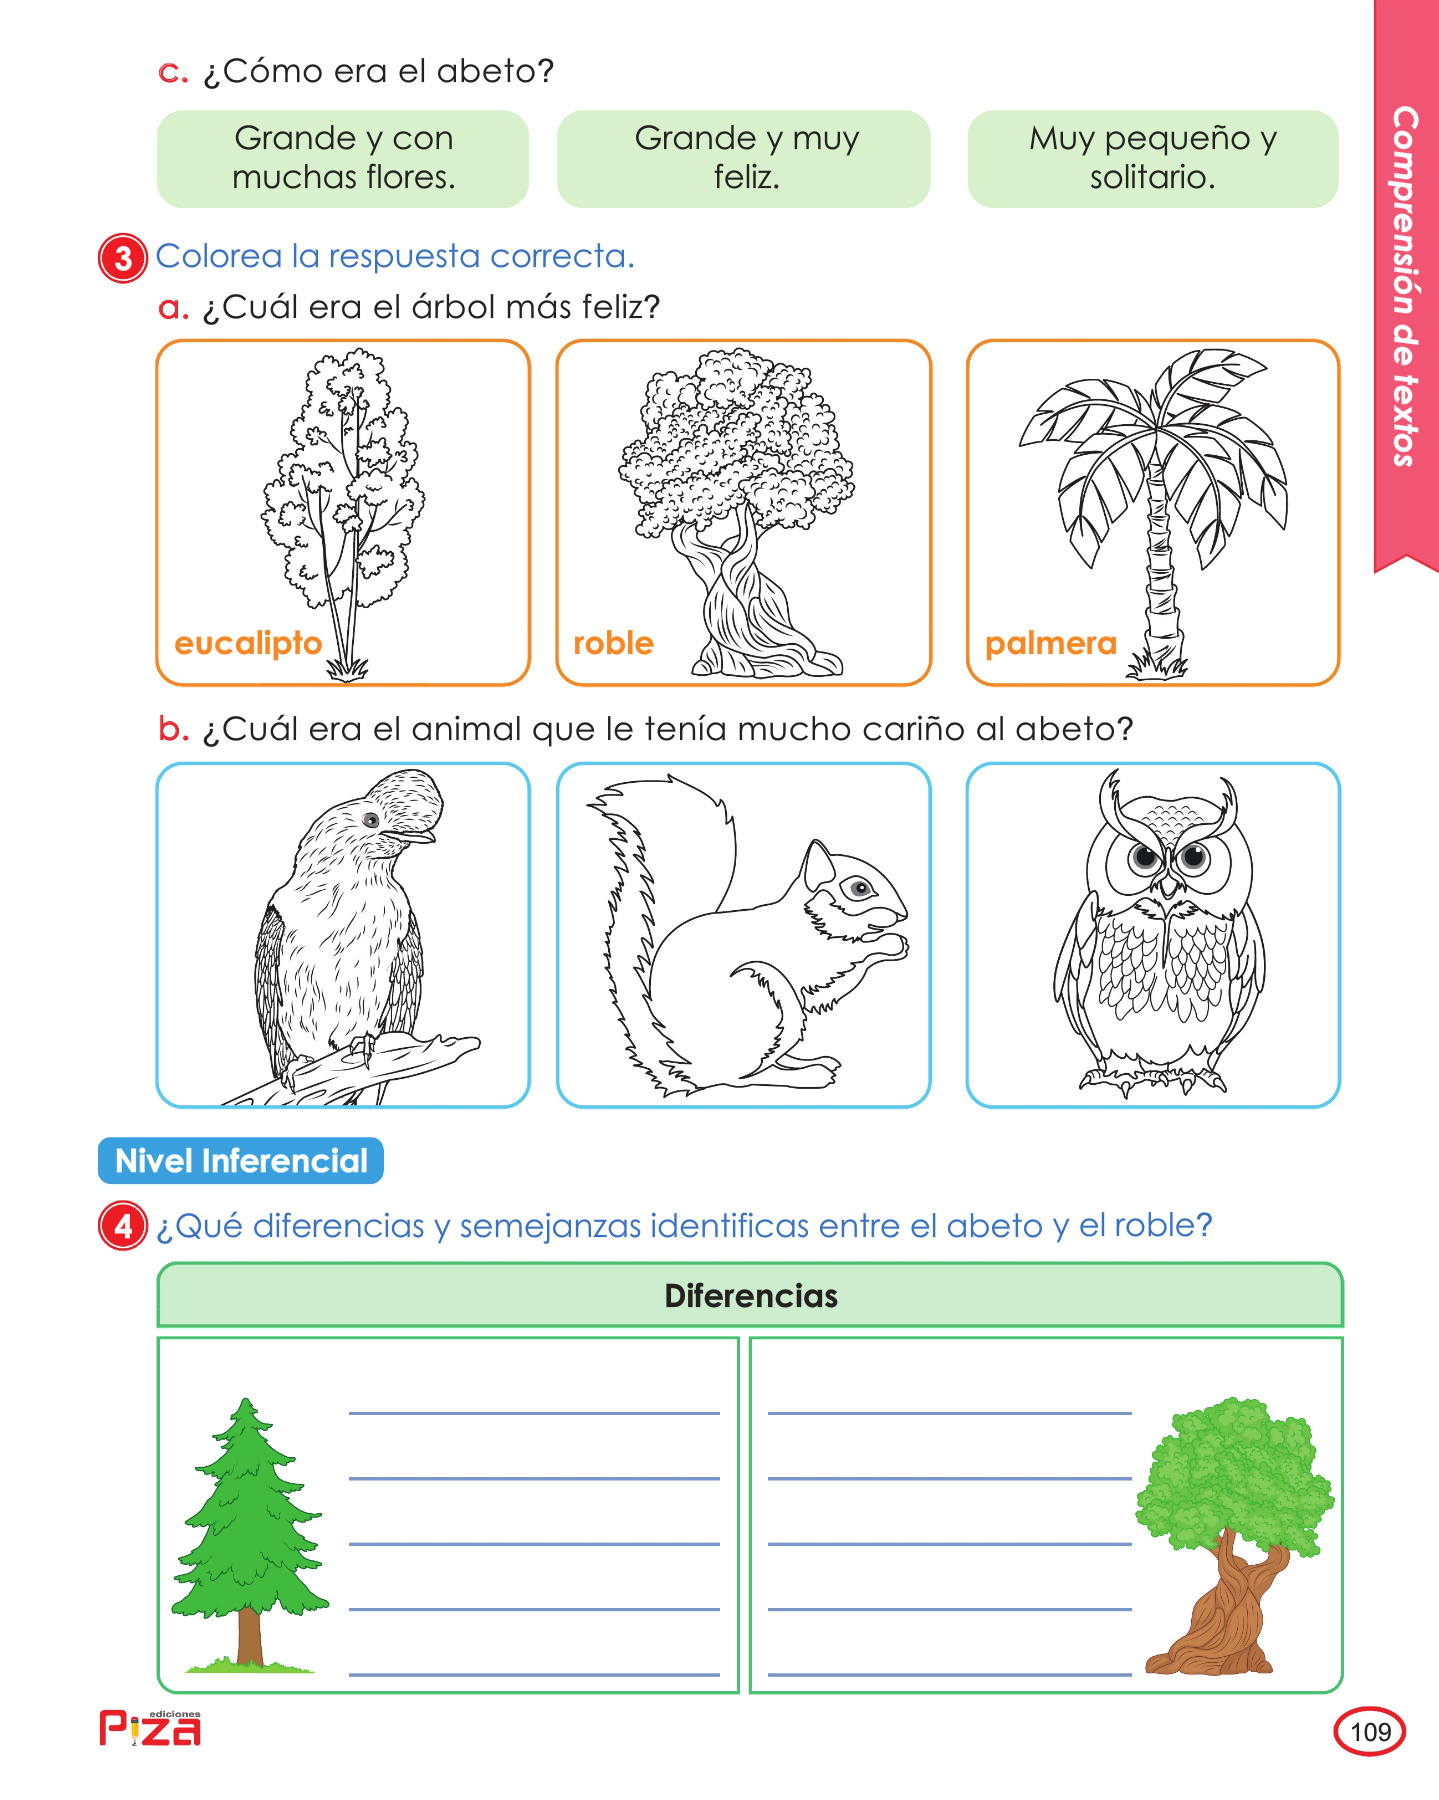 c. ¿Cómo era el abeto?
Grande y con
muchas flores.
Grande y muy
feliz.
Muy pequeño y
solitario.
Comprensión de textos
3 Colorea la respuesta correcta.
a. ¿Cuál era el árbol más feliz?
eucalipto
roble
palmera
b. ¿Cuál era el animal que le tenía mucho cariño al abeto?
Nivel Inferencial
4 ¿Qué diferencias y semejanzas identificas entre el abeto y el roble?
Diferencias
ediciones
Piza
109